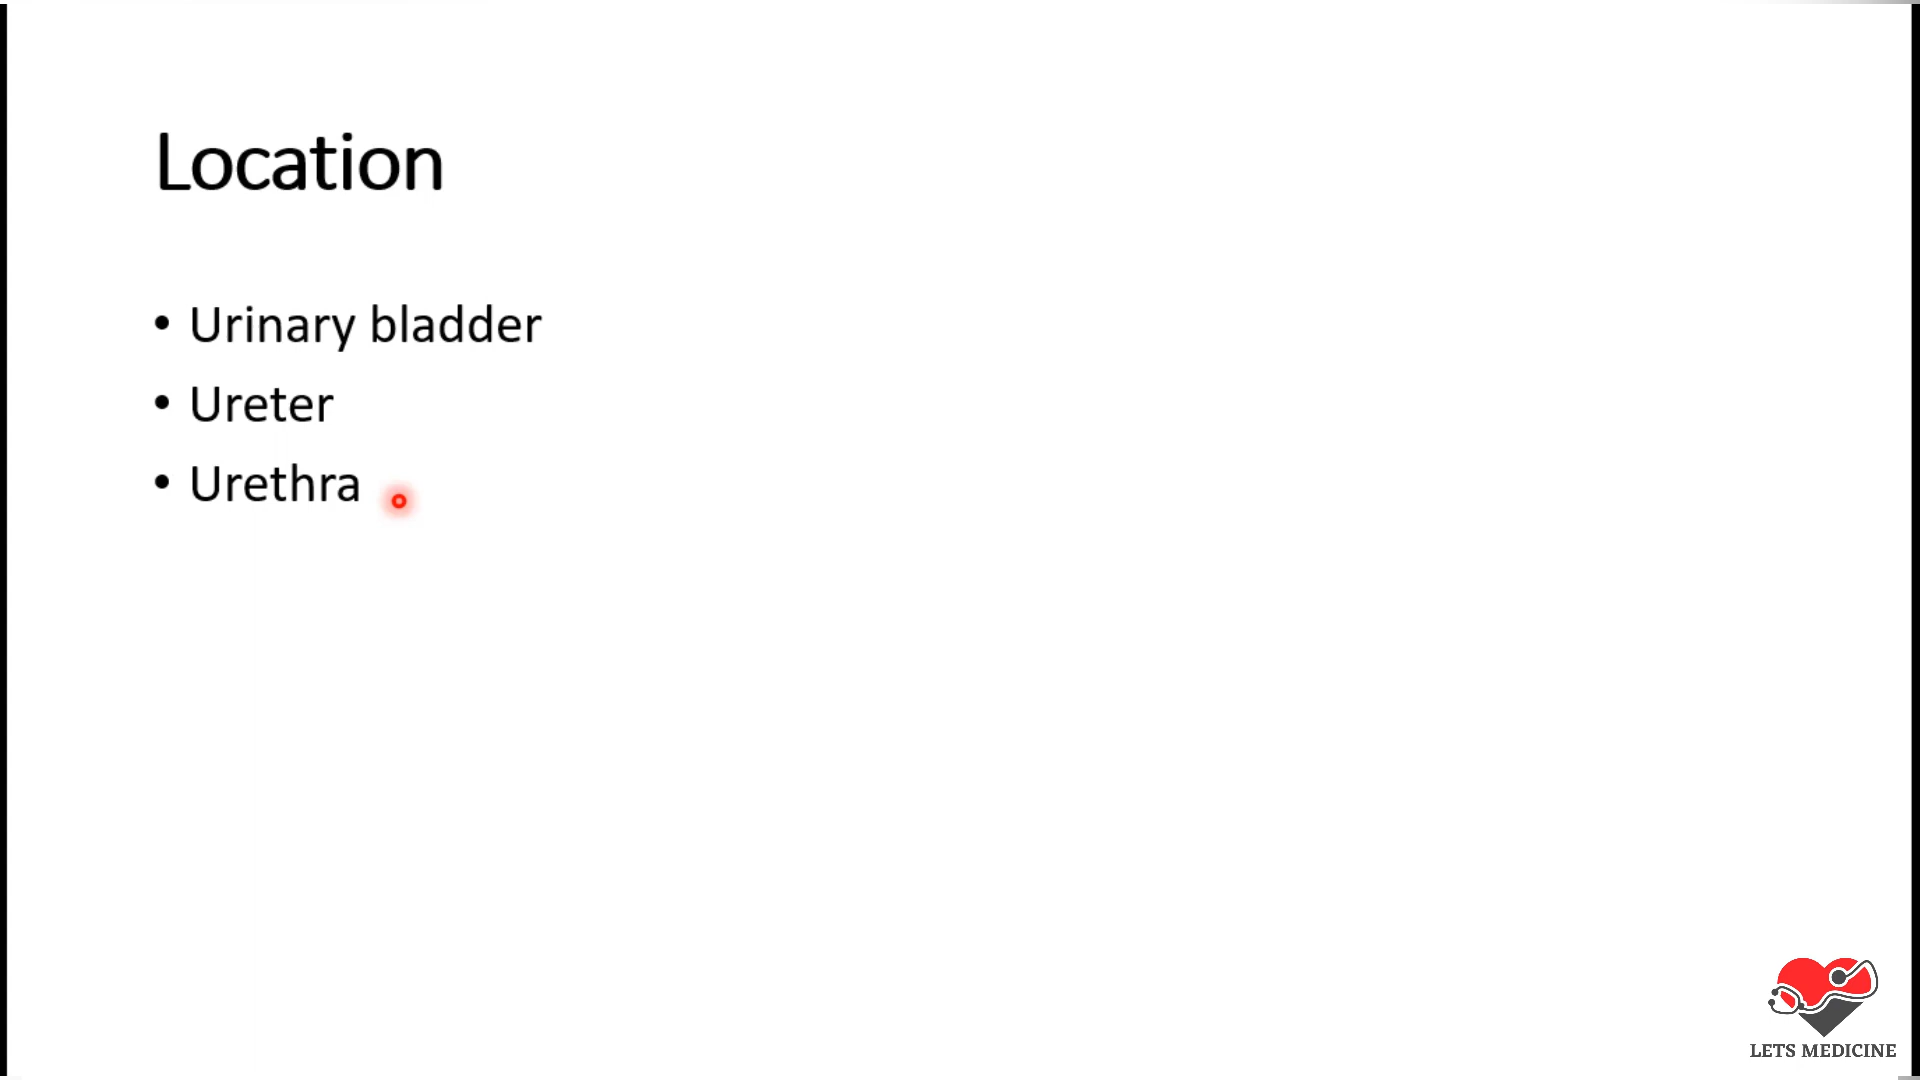 Location
• Urinary bladder
• Ureter
• Urethra
LETS MEDICINE